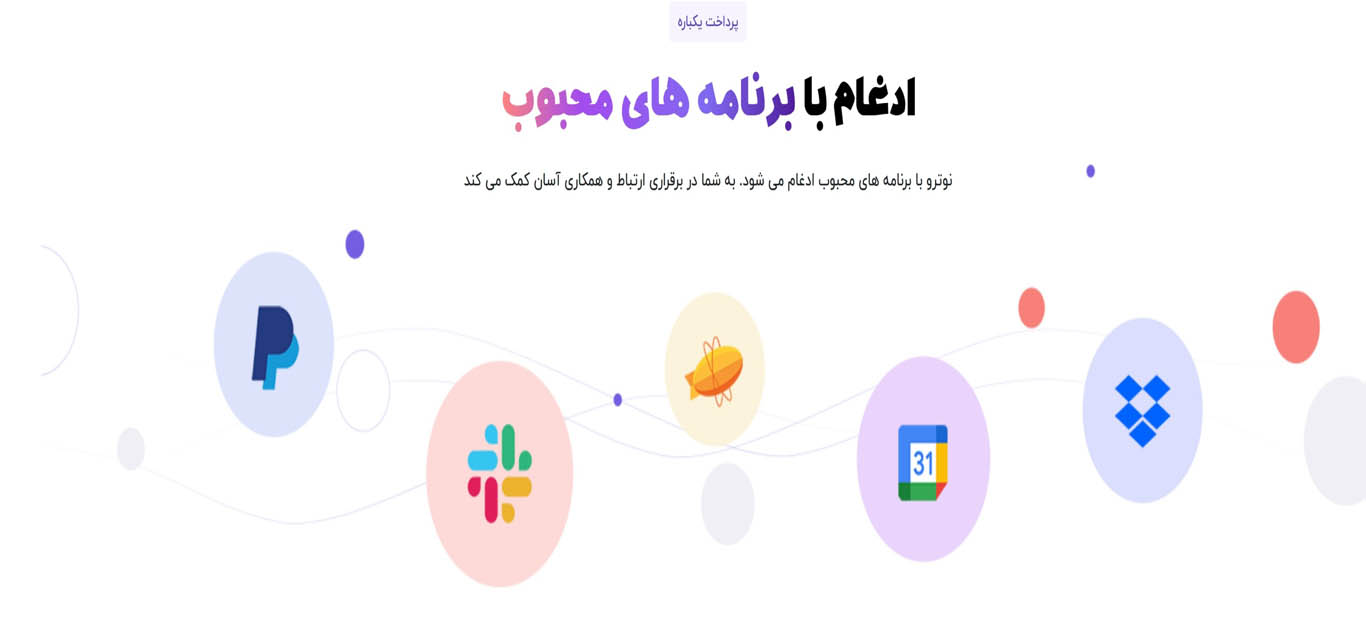 پرداخت یکباره
ادغام با برنامه های محبوب
نوترو با برنامه های محبوب ادغام می شود. به شما در برقراری ارتباط و همکاری آسان کمک می کند
31